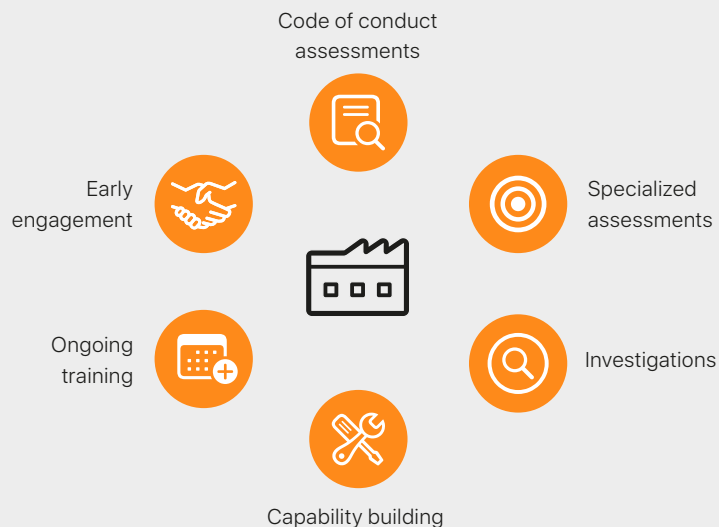 Code of conduct
assessments
Early
engagement
Specialized
assessments
Ongoing
training
Investigations
Capability building